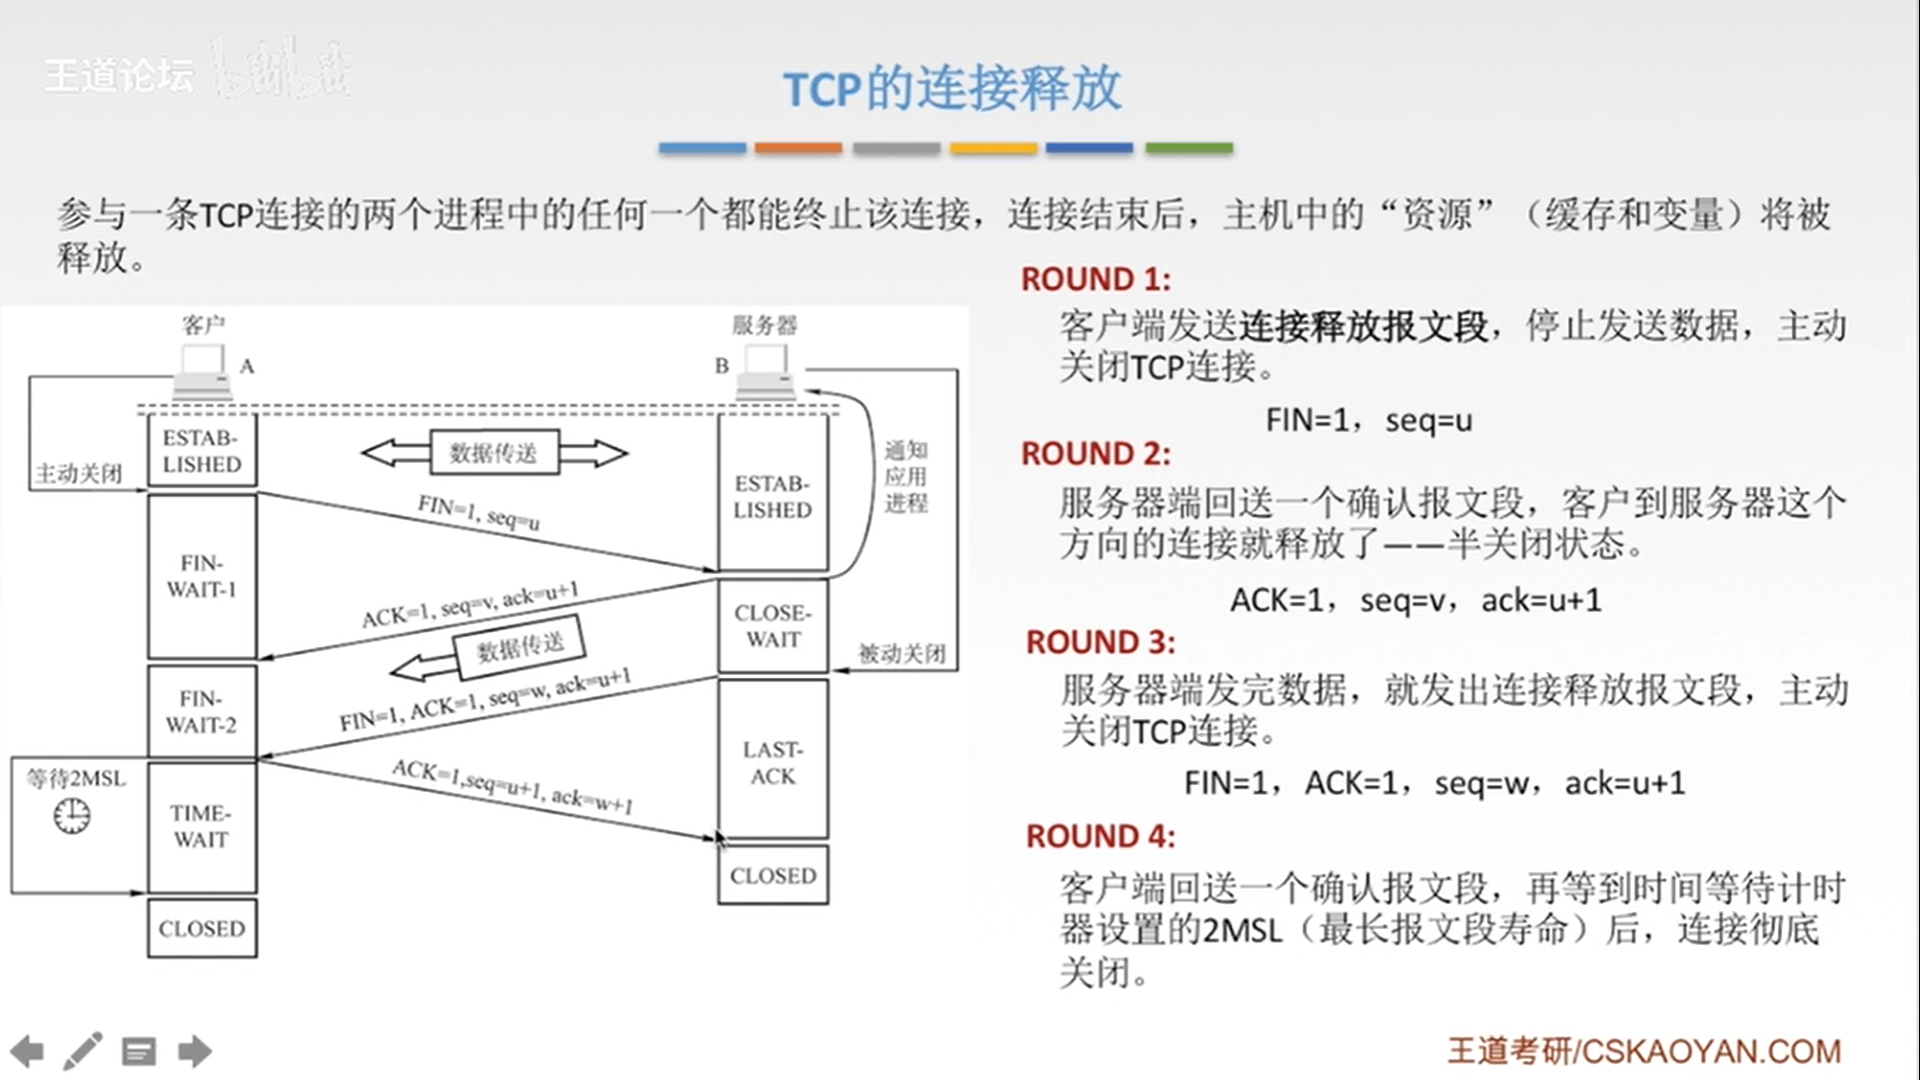 王道论坛 bilibili
TCP的连接释放
参与一条TCP连接的两个进程中的任何一个都能终止该连接，连接结束后，主机中的“资源”（缓存和变量）将被
释放。
客户
A
服务器
B
主动关闭
ESTAB-
LISHED
数据传送
ESTAB-
LISHED
通知
应用
进程
FIN=1, seq=u
FIN-
WAIT-1
ACK=1, seq=v, ack=u+1
CLOSE-
WAIT
数据传送
被动关闭
FIN-
WAIT-2
FIN=1, ACK=1, seq=w, ack=u+1
LAST-
ACK
等待2MSL
ACK=1,seq=u+1, ack=w+1
TIME-
WAIT
CLOSED
CLOSED
ROUND 1:
客户端发送连接释放报文段，停止发送数据，主动
关闭TCP连接。
FIN=1，seq=u
ROUND 2:
服务器端回送一个确认报文段，客户到服务器这个
方向的连接就释放了——半关闭状态。
ACK=1，seq=v，ack=u+1
ROUND 3:
服务器端发完数据，就发出连接释放报文段，主动
关闭TCP连接。
FIN=1，ACK=1，seq=w，ack=u+1
ROUND 4:
客户端回送一个确认报文段，再等到时间等待计时
器设置的2MSL（最长报文段寿命）后，连接彻底
关闭。
王道考研/CSKAOYAN.COM